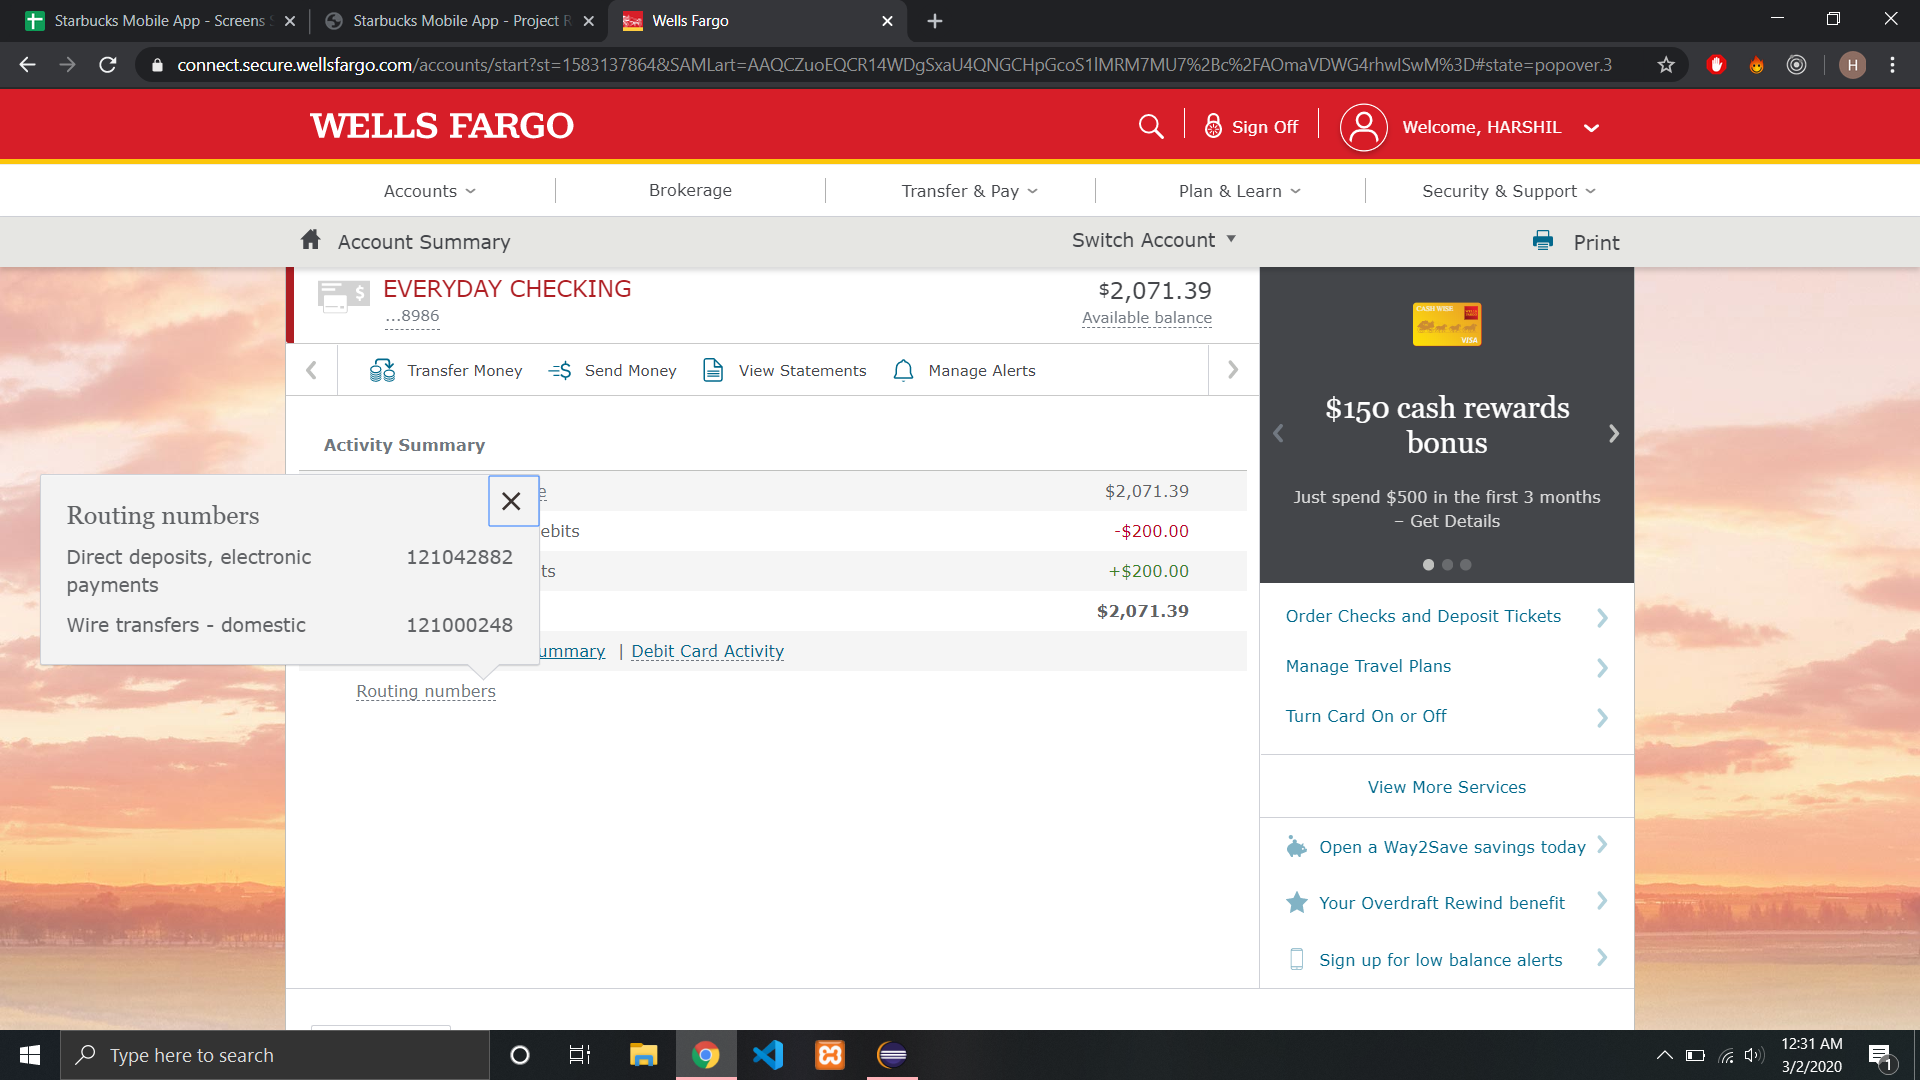 Starbucks Mobile App - Screens
Starbucks Mobile App - Project R
Wells Fargo
connect.secure.wellsfargo.com/accounts/start?st=1583137864&SAMLart=AAQCZuoEQCR14WDgSxaU4QNGCHpGcoS1lMRM7MU7%2Bc%2FAOmaVDWG4rhwlSwM%3D#state=popover.3
H
WELLS FARGO
Sign Off
Welcome, HARSHIL
Accounts
Brokerage
Transfer & Pay
Plan & Learn
Security & Support
Account Summary
Switch Account
Print
EVERYDAY CHECKING
...8986
$2,071.39
Available balance
Transfer Money
Send Money
View Statements
Manage Alerts
Activity Summary
e
$2,071.39
ebits
-$200.00
ts
+$200.00
$2,071.39
ummary | Debit Card Activity
Routing numbers
Routing numbers
Direct deposits, electronic
payments
121042882
Wire transfers - domestic
121000248
CASH WISE
WELLS FARGO
VISA
$150 cash rewards
bonus
Just spend $500 in the first 3 months
– Get Details
Order Checks and Deposit Tickets
Manage Travel Plans
Turn Card On or Off
View More Services
Open a Way2Save savings today
Your Overdraft Rewind benefit
Sign up for low balance alerts
Type here to search
12:31 AM
3/2/2020
1